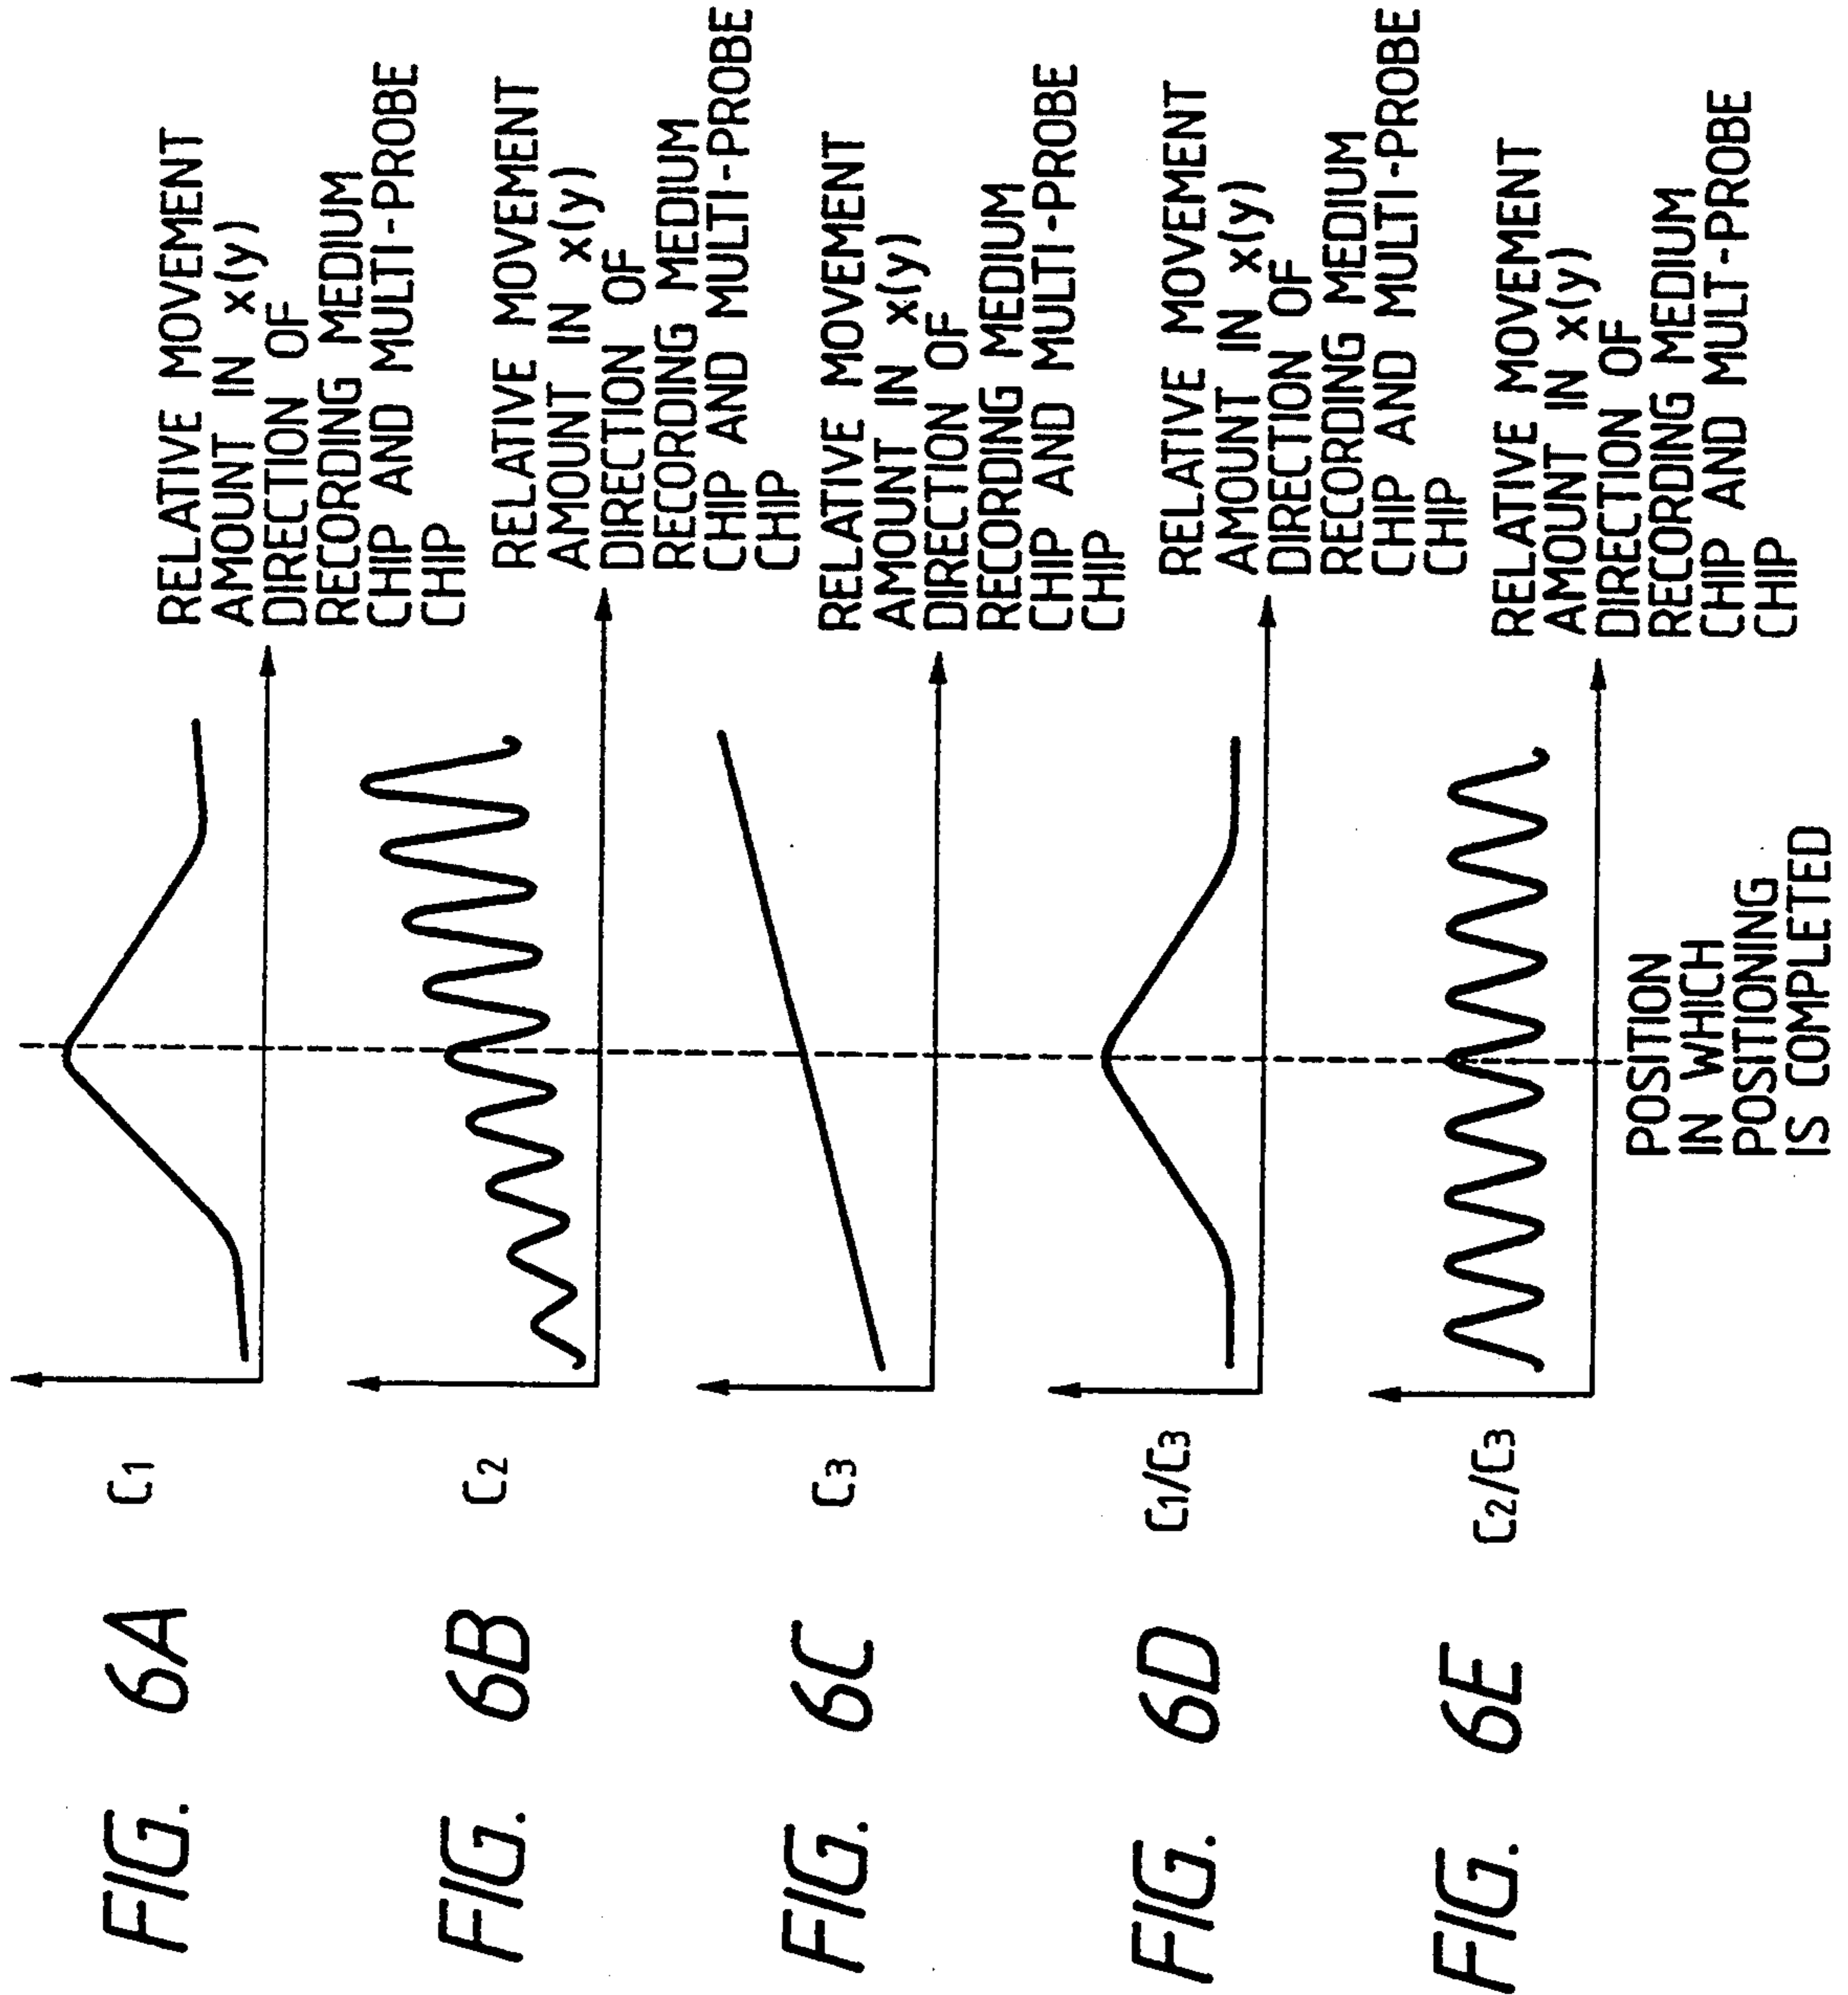 FIG. 6A
C1
RELATIVE MOVEMENT
AMOUNT IN x(y)
DIRECTION OF
RECORDING MEDIUM
CHIP AND MULTI-PROBE
CHIP
FIG. 6B
C2
RELATIVE MOVEMENT
AMOUNT IN x(y)
DIRECTION OF
RECORDING MEDIUM
CHIP AND MULTI-PROBE
CHIP
FIG. 6C
C3
RELATIVE MOVEMENT
AMOUNT IN x(y)
DIRECTION OF
RECORDING MEDIUM
CHIP AND MULTI-PROBE
CHIP
FIG. 6D
C1/C3
RELATIVE MOVEMENT
AMOUNT IN x(y)
DIRECTION OF
RECORDING MEDIUM
CHIP AND MULTI-PROBE
CHIP
FIG. 6E
C2/C3
RELATIVE MOVEMENT
AMOUNT IN x(y)
DIRECTION OF
RECORDING MEDIUM
CHIP AND MULT-PROBE
CHIP
POSITION
IN WHICH
POSITIONING
IS COMPLETED